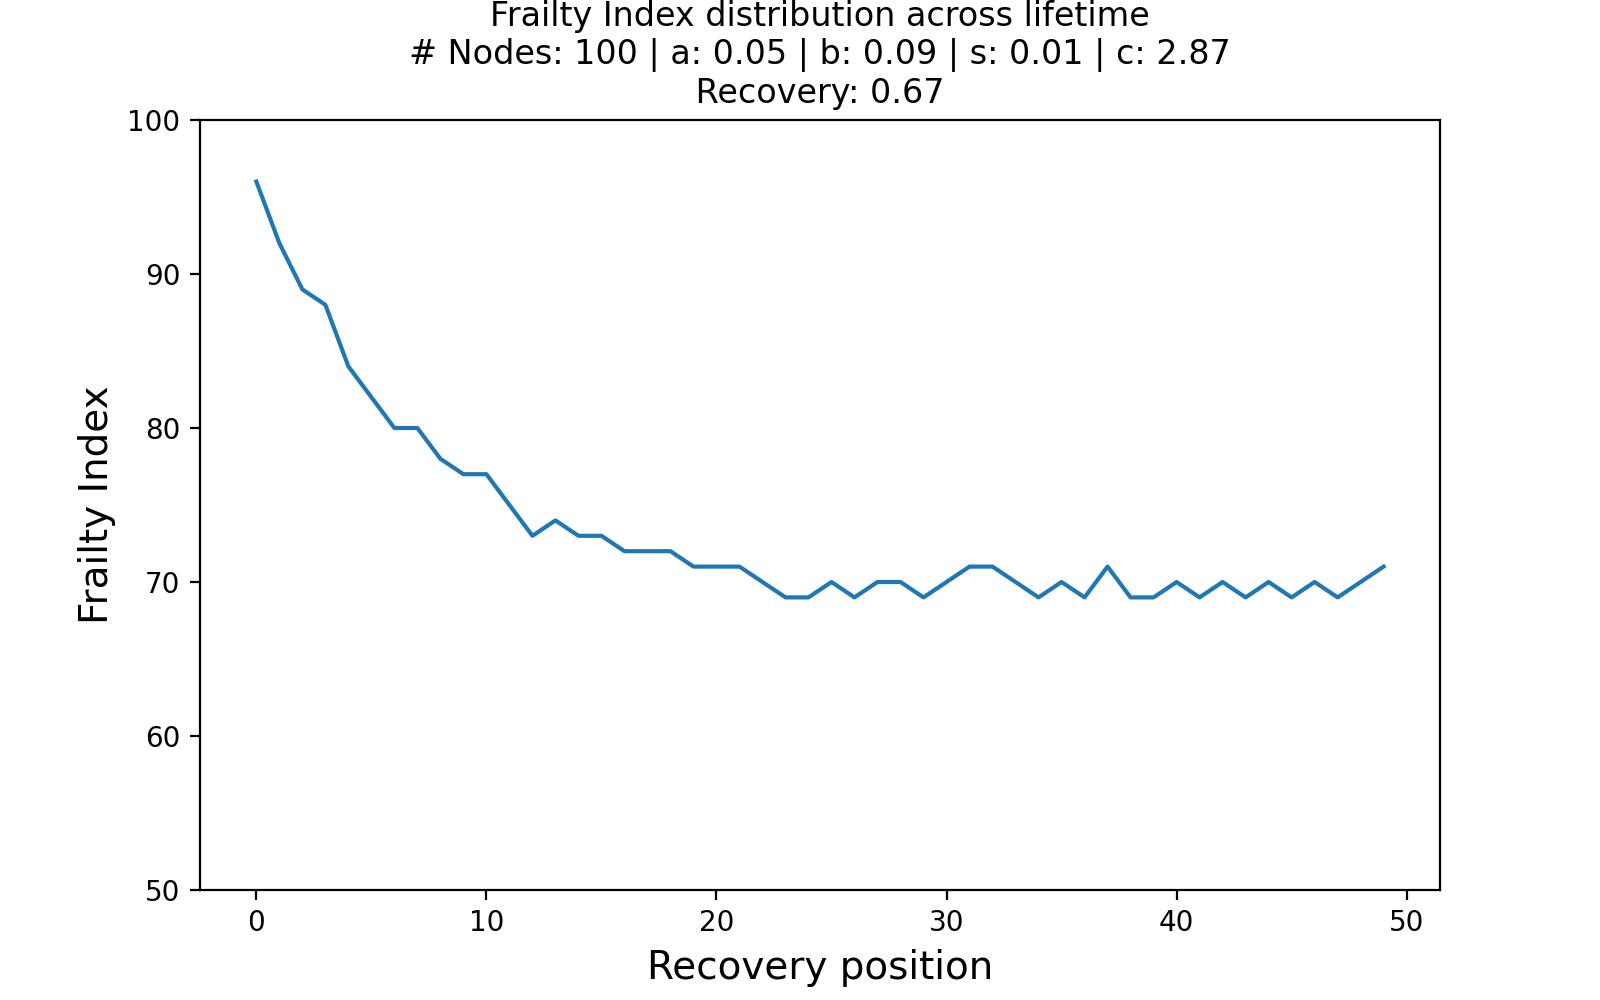 Frailty Index distribution across lifetime
# Nodes: 100 | a: 0.05 | b: 0.09 | s: 0.01 | c: 2.87
Recovery: 0.67
100
90
80
70
60
50
Frailty Index
0 10 20 30 40 50
Recovery position